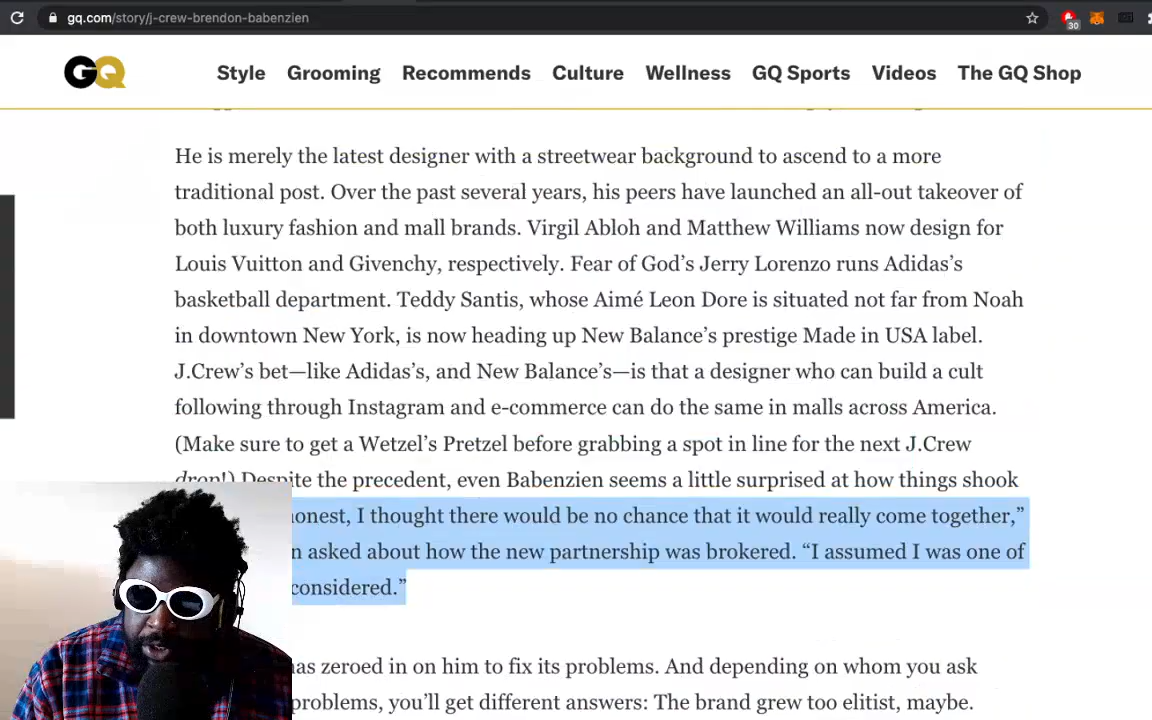 gq.com/story/j-crew-brendon-babenzien
30
GQ
Style Grooming Recommends Culture Wellness GQ Sports Videos The GQ Shop
He is merely the latest designer with a streetwear background to ascend to a more
traditional post. Over the past several years, his peers have launched an all-out takeover of
both luxury fashion and mall brands. Virgil Abloh and Matthew Williams now design for
Louis Vuitton and Givenchy, respectively. Fear of God’s Jerry Lorenzo runs Adidas’s
basketball department. Teddy Santis, whose Aimé Leon Dore is situated not far from Noah
in downtown New York, is now heading up New Balance’s prestige Made in USA label.
J.Crew’s bet—like Adidas’s, and New Balance’s—is that a designer who can build a cult
following through Instagram and e-commerce can do the same in malls across America.
(Make sure to get a Wetzel’s Pretzel before grabbing a spot in line for the next J.Crew
drop!) Despite the precedent, even Babenzien seems a little surprised at how things shook
honest, I thought there would be no chance that it would really come together,”
asked about how the new partnership was brokered. “I assumed I was one of
considered.”
has zeroed in on him to fix its problems. And depending on whom you ask
problems, you’ll get different answers: The brand grew too elitist, maybe.